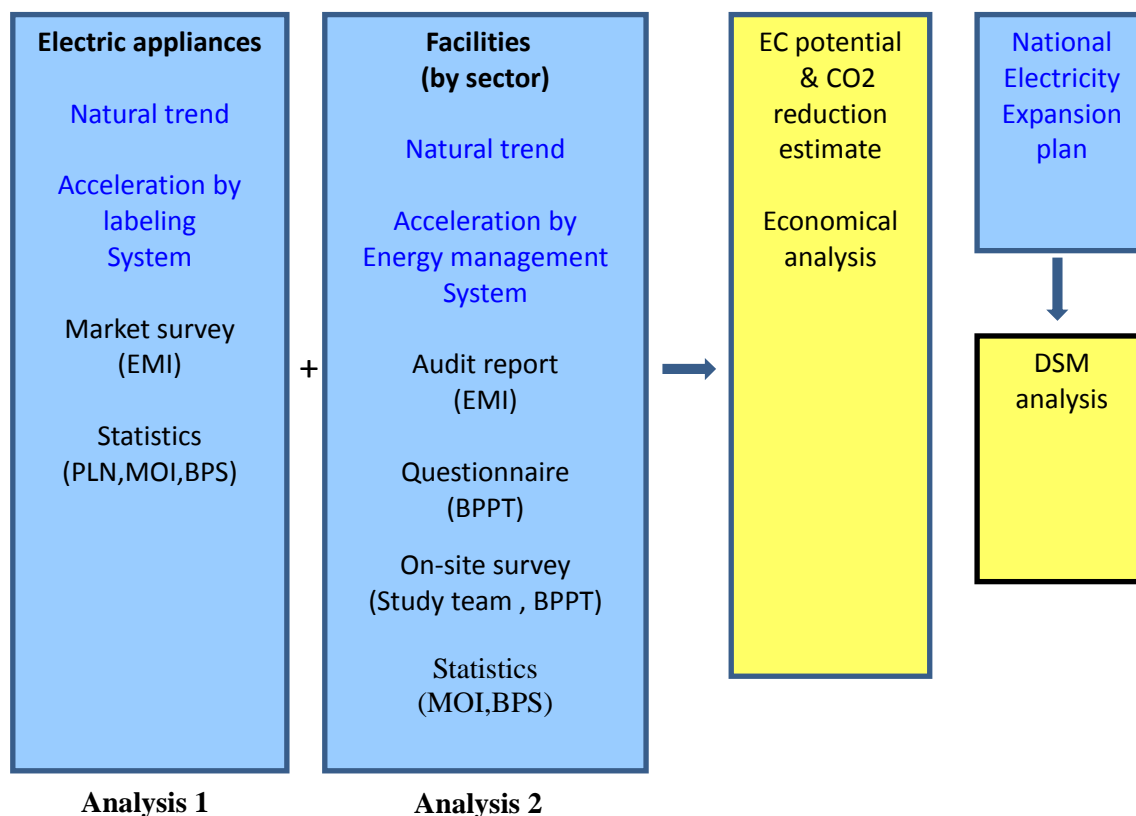 Electric appliances
Natural trend
Acceleration by
labeling
System
Market survey
(EMI)
Statistics
(PLN,MOI,BPS)
+
Facilities
(by sector)
Natural trend
Acceleration by
Energy management
System
Audit report
(EMI)
Questionnaire
(BPPT)
On-site survey
(Study team , BPPT)
Statistics
(MOI,BPS)
EC potential
& CO2
reduction
estimate
Economical
analysis
National
Electricity
Expansion
plan
DSM
analysis
Analysis 1
Analysis 2